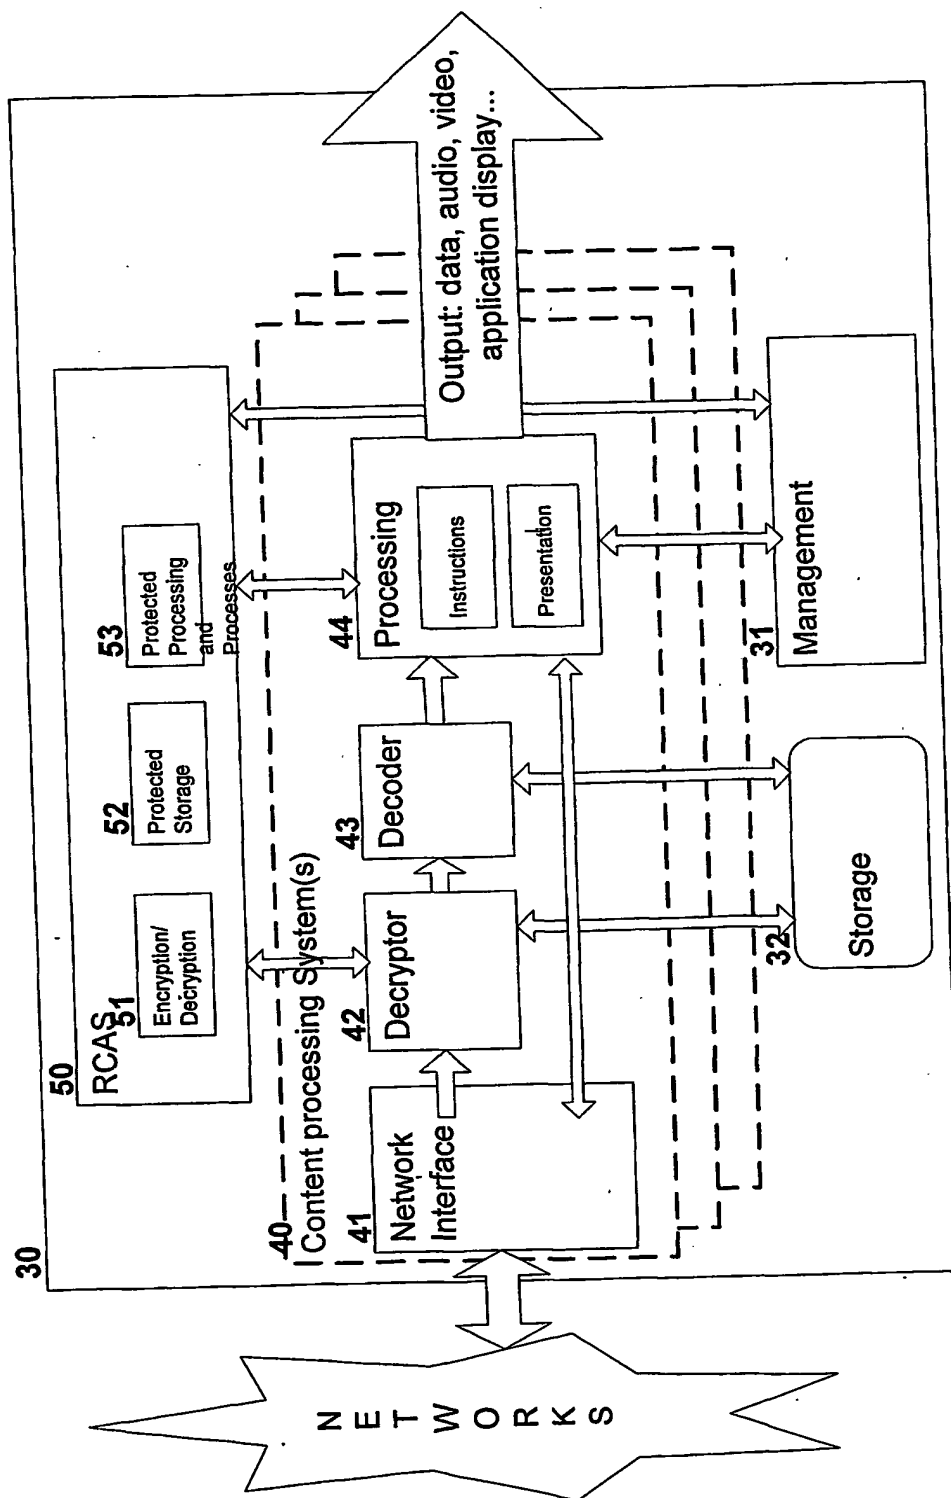 30
50
RCAS
51
Encryption/
Decryption
52
Protected
Storage
53
Protected
Processing
and
Processes
40
Content processing System(s)
41
Network
Interface
42
Decryptor
43
Decoder
44
Processing
Instructions
Presentation
Output: data, audio, video,
application display...
32
Storage
31
Management
NETWORKS